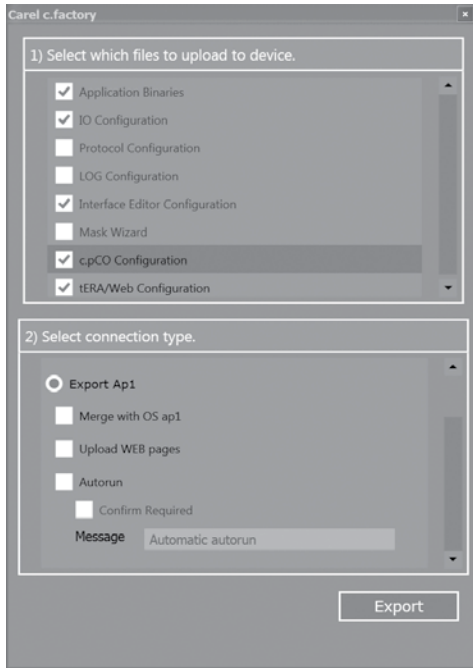 Carel c.factory
1) Select which files to upload to device.
Application Binaries
IO Configuration
Protocol Configuration
LOG Configuration
Interface Editor Configuration
Mask Wizard
c.pCO Configuration
tERA/Web Configuration
2) Select connection type.
Export Ap1
Merge with OS ap1
Upload WEB pages
Autorun
Confirm Required
Message Automatic autorun
Export